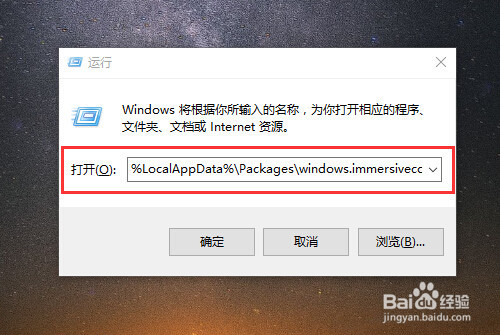 运行
Windows 将根据你所输入的名称，为你打开相应的程序、
文件夹、文档或 Internet 资源。
打开(O): %LocalAppData%\Packages\windows.immersivecc
确定 取消 浏览(B)...
Baidu 经验
jingyan.baidu.com